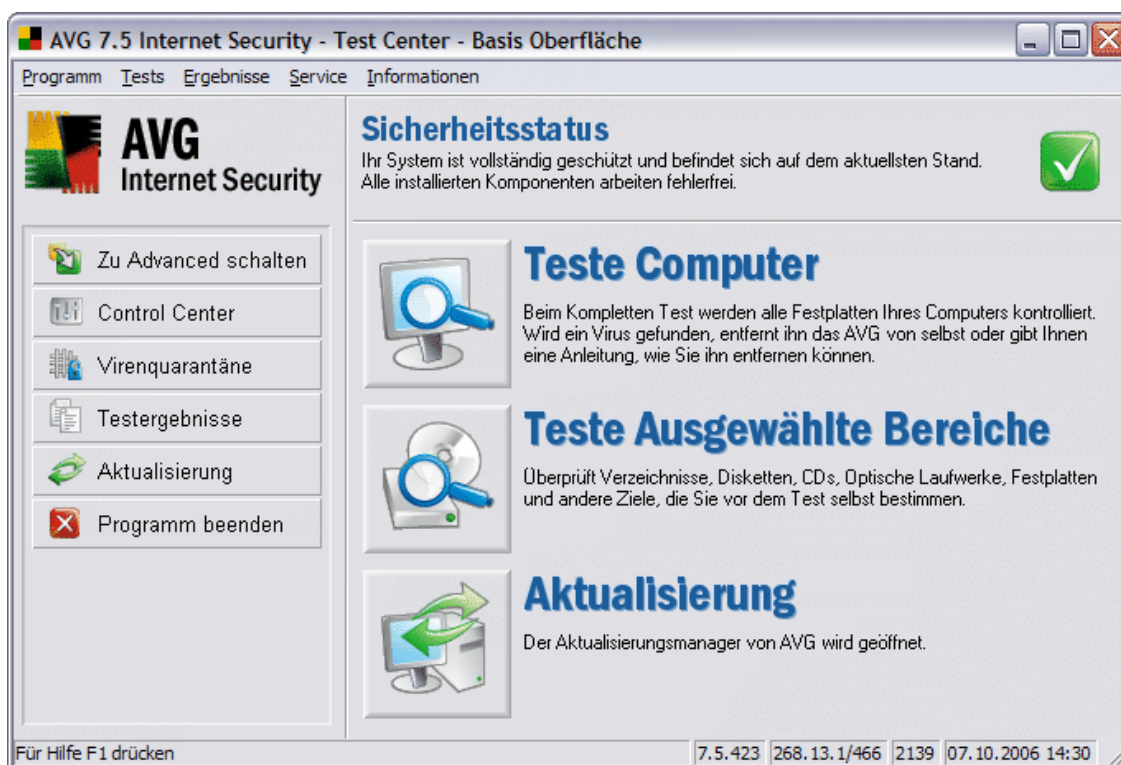 AVG 7.5 Internet Security - Test Center - Basis Oberfläche
Programm Tests Ergebnisse Service Informationen
AVG
Internet Security
Zu Advanced schalten
Control Center
Virenquarantäne
Testergebnisse
Aktualisierung
Programm beenden
Sicherheitsstatus
Ihr System ist vollständig geschützt und befindet sich auf dem aktuellsten Stand.
Alle installierten Komponenten arbeiten fehlerfrei.
Teste Computer
Beim Kompletten Test werden alle Festplatten Ihres Computers kontrolliert.
Wird ein Virus gefunden, entfernt ihn das AVG von selbst oder gibt Ihnen
eine Anleitung, wie Sie ihn entfernen können.
Teste Ausgewählte Bereiche
Überprüft Verzeichnisse, Disketten, CDs, Optische Laufwerke, Festplatten
und andere Ziele, die Sie vor dem Test selbst bestimmen.
Aktualisierung
Der Aktualisierungsmanager von AVG wird geöffnet.
Für Hilfe F1 drücken 7.5.423 268.13.1/466 2139 07.10.2006 14:30